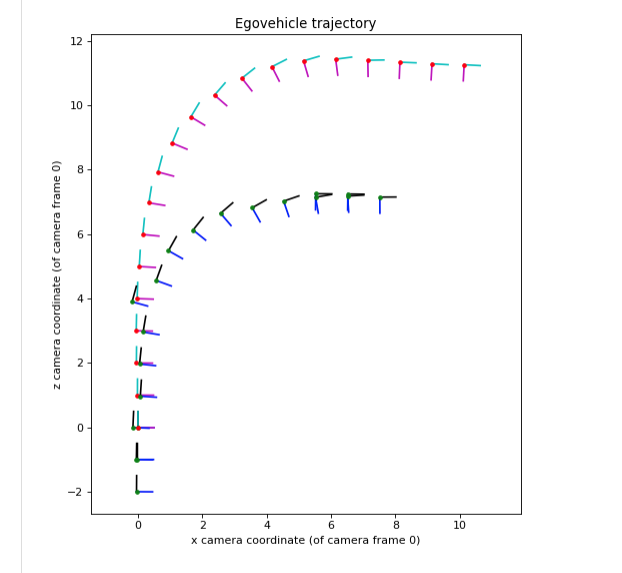 Egovehicle trajectory
12
10
8
6
4
2
0
−2
z camera coordinate (of camera frame 0)
0 2 4 6 8 10
x camera coordinate (of camera frame 0)